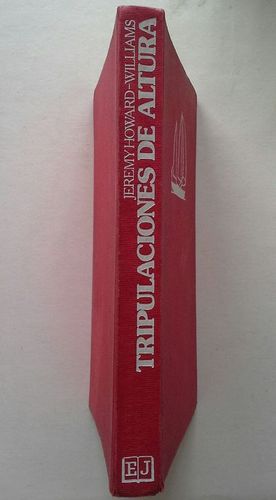 JEREMY HOWARD-WILLIAMS
TRIPULACIONES DE ALTURA
EJ